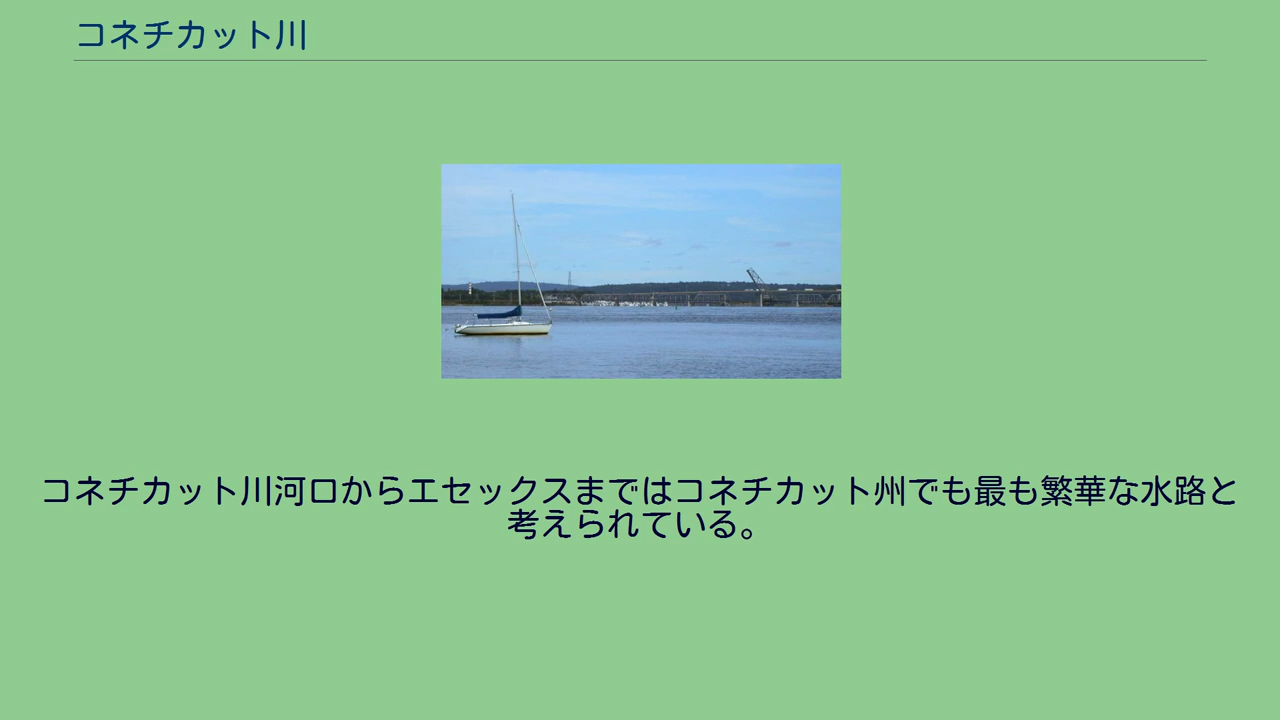 コネチカット川
コネチカット川河口からエセックスまではコネチカット州でも最も繁華な水路と
考えられている。